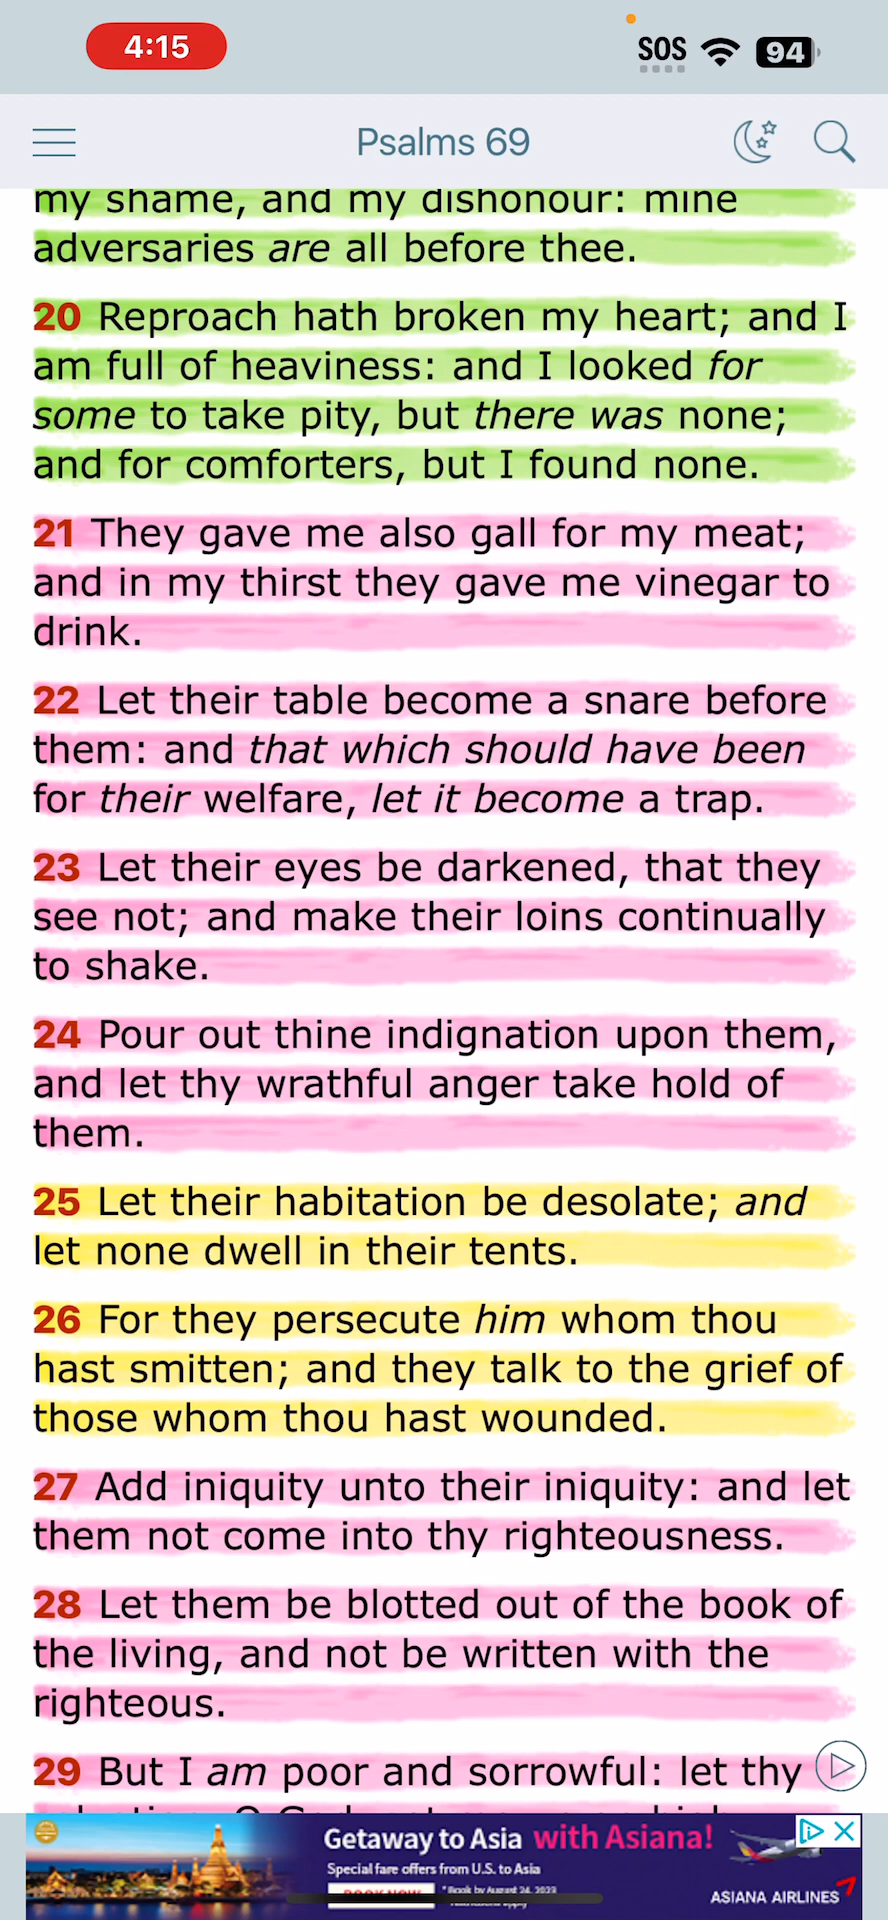 4:15
SOS
94
Psalms 69
my shame, and my dishonour: mine
adversaries are all before thee.
20 Reproach hath broken my heart; and I
am full of heaviness: and I looked for
some to take pity, but there was none;
and for comforters, but I found none.
21 They gave me also gall for my meat;
and in my thirst they gave me vinegar to
drink.
22 Let their table become a snare before
them: and that which should have been
for their welfare, let it become a trap.
23 Let their eyes be darkened, that they
see not; and make their loins continually
to shake.
24 Pour out thine indignation upon them,
and let thy wrathful anger take hold of
them.
25 Let their habitation be desolate; and
let none dwell in their tents.
26 For they persecute him whom thou
hast smitten; and they talk to the grief of
those whom thou hast wounded.
27 Add iniquity unto their iniquity: and let
them not come into thy righteousness.
28 Let them be blotted out of the book of
the living, and not be written with the
righteous.
29 But I am poor and sorrowful: let thy
Getaway to Asia with Asiana!
Special fare offers from U.S. to Asia
BOOK NOW
*Book by August 24, 2023
ASIANA AIRLINES